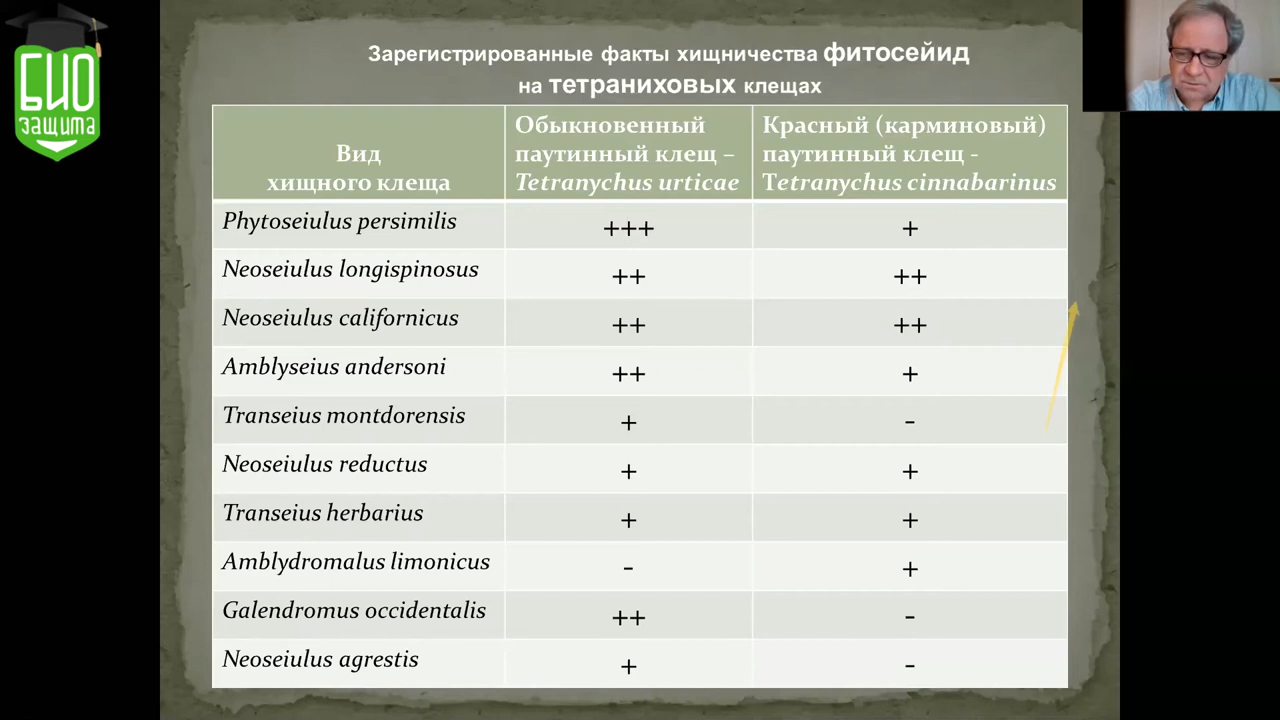 БИО
защита
Зарегистрированные факты хищничества фитосейид
на тетраниховых клещах
Вид
хищного клеща
Обыкновенный
паутинный клещ –
Tetranychus urticae
Красный (карминовый)
паутинный клещ -
Tetranychus cinnabarinus
Phytoseiulus persimilis +++ +
Neoseiulus longispinosus ++ ++
Neoseiulus californicus ++ ++
Amblyseius andersoni ++ +
Transeius montdorensis + -
Neoseiulus reductus + +
Transeius herbarius + +
Amblydromalus limonicus - +
Galendromus occidentalis ++ -
Neoseiulus agrestis + -